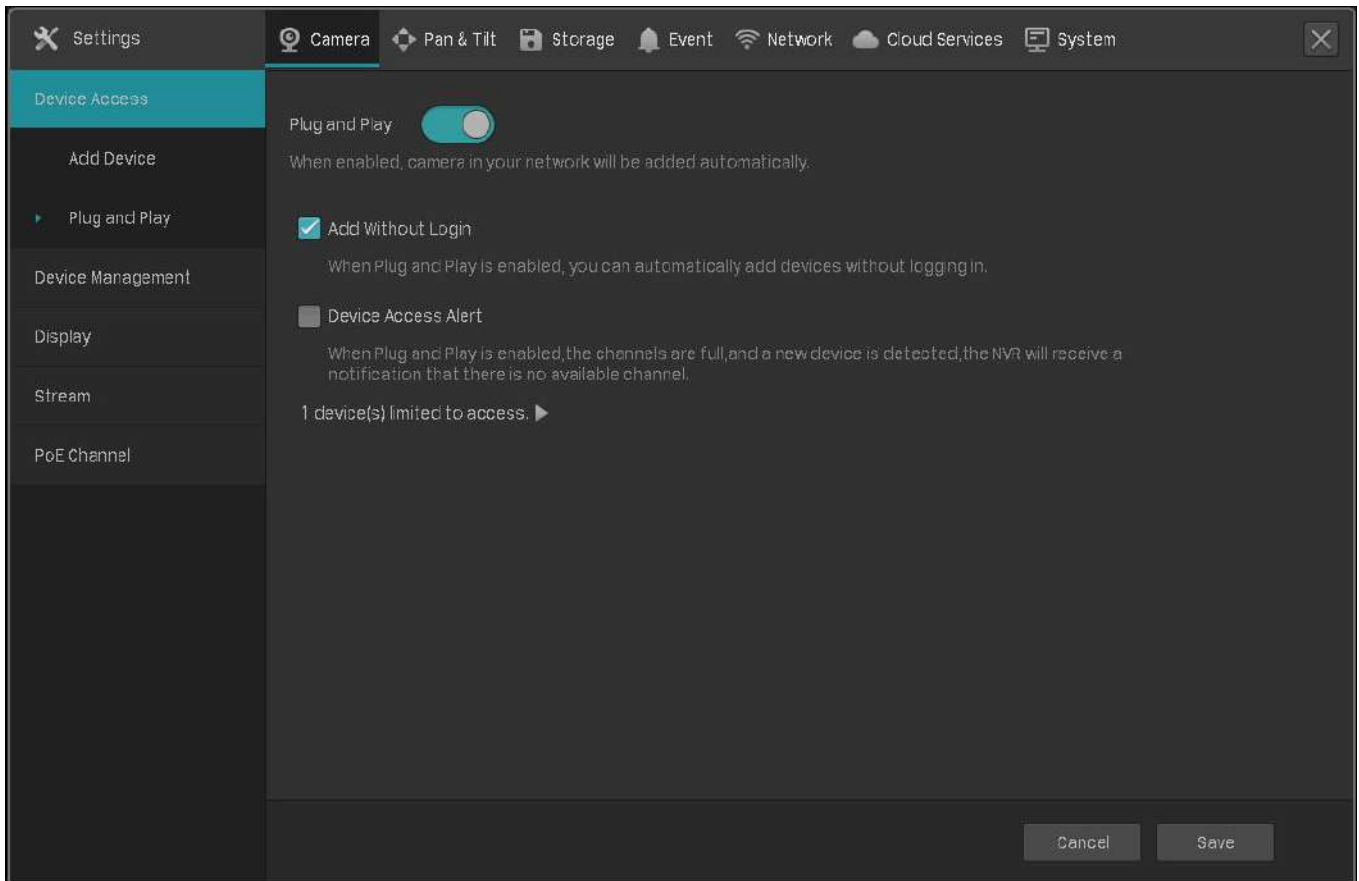 Settings
Camera
Pan & Tilt
Storage
Event
Network
Cloud Services
System
Device Access
Add Device
Plug and Play
Device Management
Display
Stream
PoE Channel
Plug and Play
When enabled, camera in your network will be added automatically.
Add Without Login
When Plug and Play is enabled, you can automatically add devices without logging in.
Device Access Alert
When Plug and Play is enabled,the channels are full,and a new device is detected,the NVR will receive a
notification that there is no available channel.
1 device(s) limited to access.
Cancel
Save